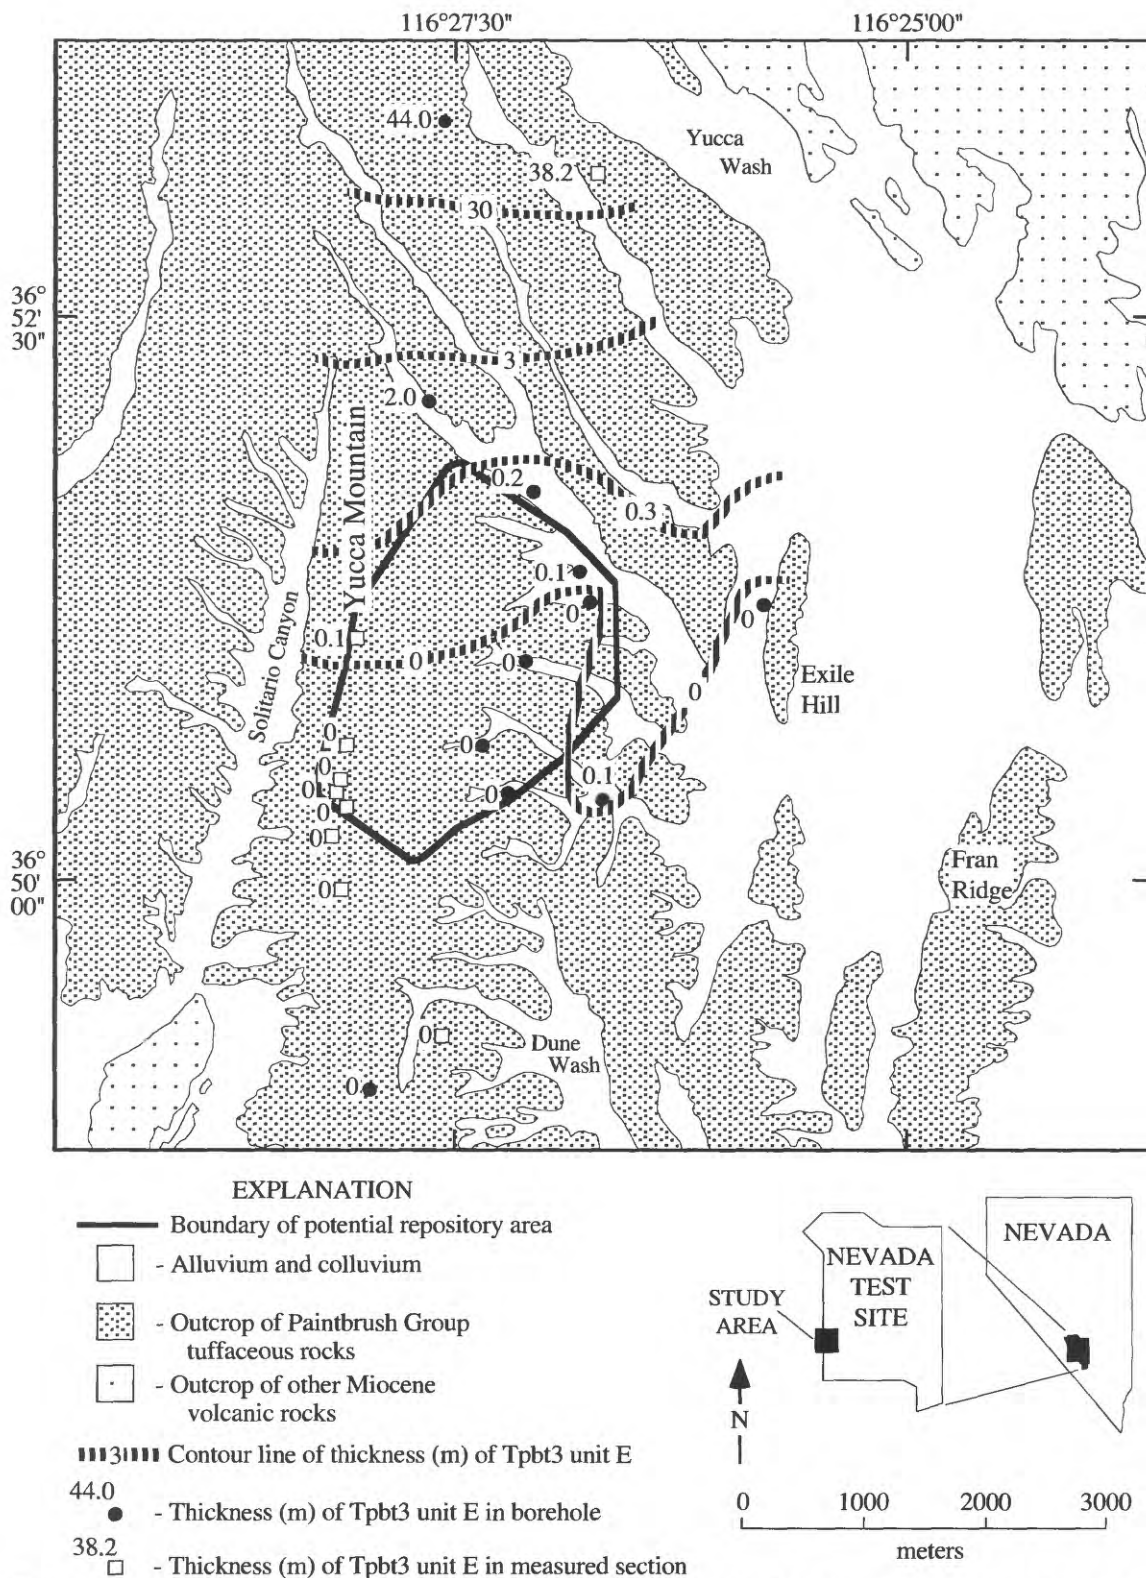 116°27'30" 116°25'00"
44.0
Yucca
Wash
38.2
30
36°
52'
30"
3
2.0
Yucca Mountain
0.2
0.3
0.1
0
0
0.1
0
0
Exile
Hill
0
Solitario Canyon
0
0
0
0
0.1
0
0
0
0
36°
50'
00"
Fran
Ridge
0
0
Dune
Wash
0
EXPLANATION
Boundary of potential repository area
- Alluvium and colluvium
- Outcrop of Paintbrush Group
tuffaceous rocks
- Outcrop of other Miocene
volcanic rocks
3 Contour line of thickness (m) of Tpbt3 unit E
44.0
- Thickness (m) of Tpbt3 unit E in borehole
38.2
- Thickness (m) of Tpbt3 unit E in measured section
NEVADA
NEVADA
TEST
SITE
STUDY
AREA
N
0 1000 2000 3000
meters